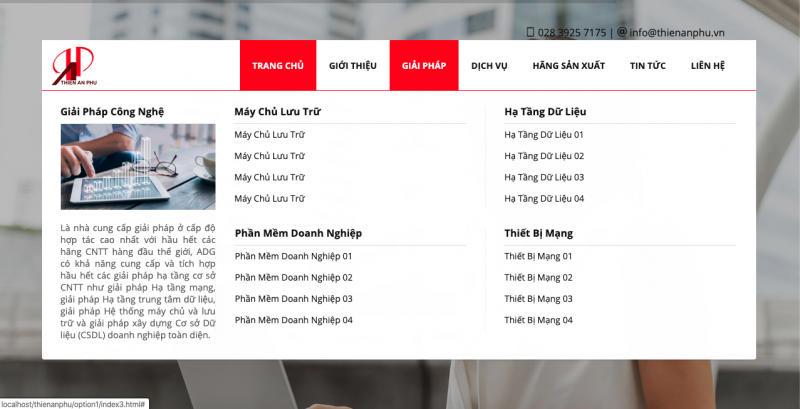 028 3925 7175 | info@thienanphu.vn
THIEN AN PHU
TRANG CHỦ GIỚI THIỆU GIẢI PHÁP DỊCH VỤ HÃNG SẢN XUẤT TIN TỨC LIÊN HỆ
Giải Pháp Công Nghệ
Là nhà cung cấp giải pháp ở cấp độ
hợp tác cao nhất với hầu hết các
hãng CNTT hàng đầu thế giới, ADG
có khả năng cung cấp và tích hợp
hầu hết các giải pháp hạ tầng cơ sở
CNTT như giải pháp Hạ tầng mạng,
giải pháp Hạ tầng trung tâm dữ liệu,
giải pháp Hệ thống máy chủ và lưu
trữ và giải pháp xây dựng Cơ sở Dữ
liệu (CSDL) doanh nghiệp toàn diện.
Máy Chủ Lưu Trữ
Máy Chủ Lưu Trữ
Máy Chủ Lưu Trữ
Máy Chủ Lưu Trữ
Máy Chủ Lưu Trữ
Hạ Tầng Dữ Liệu
Hạ Tầng Dữ Liệu 01
Hạ Tầng Dữ Liệu 02
Hạ Tầng Dữ Liệu 03
Hạ Tầng Dữ Liệu 04
Phần Mềm Doanh Nghiệp
Phần Mềm Doanh Nghiệp 01
Phần Mềm Doanh Nghiệp 02
Phần Mềm Doanh Nghiệp 03
Phần Mềm Doanh Nghiệp 04
Thiết Bị Mạng
Thiết Bị Mạng 01
Thiết Bị Mạng 02
Thiết Bị Mạng 03
Thiết Bị Mạng 04
localhost/thienanphu/option1/index3.html#